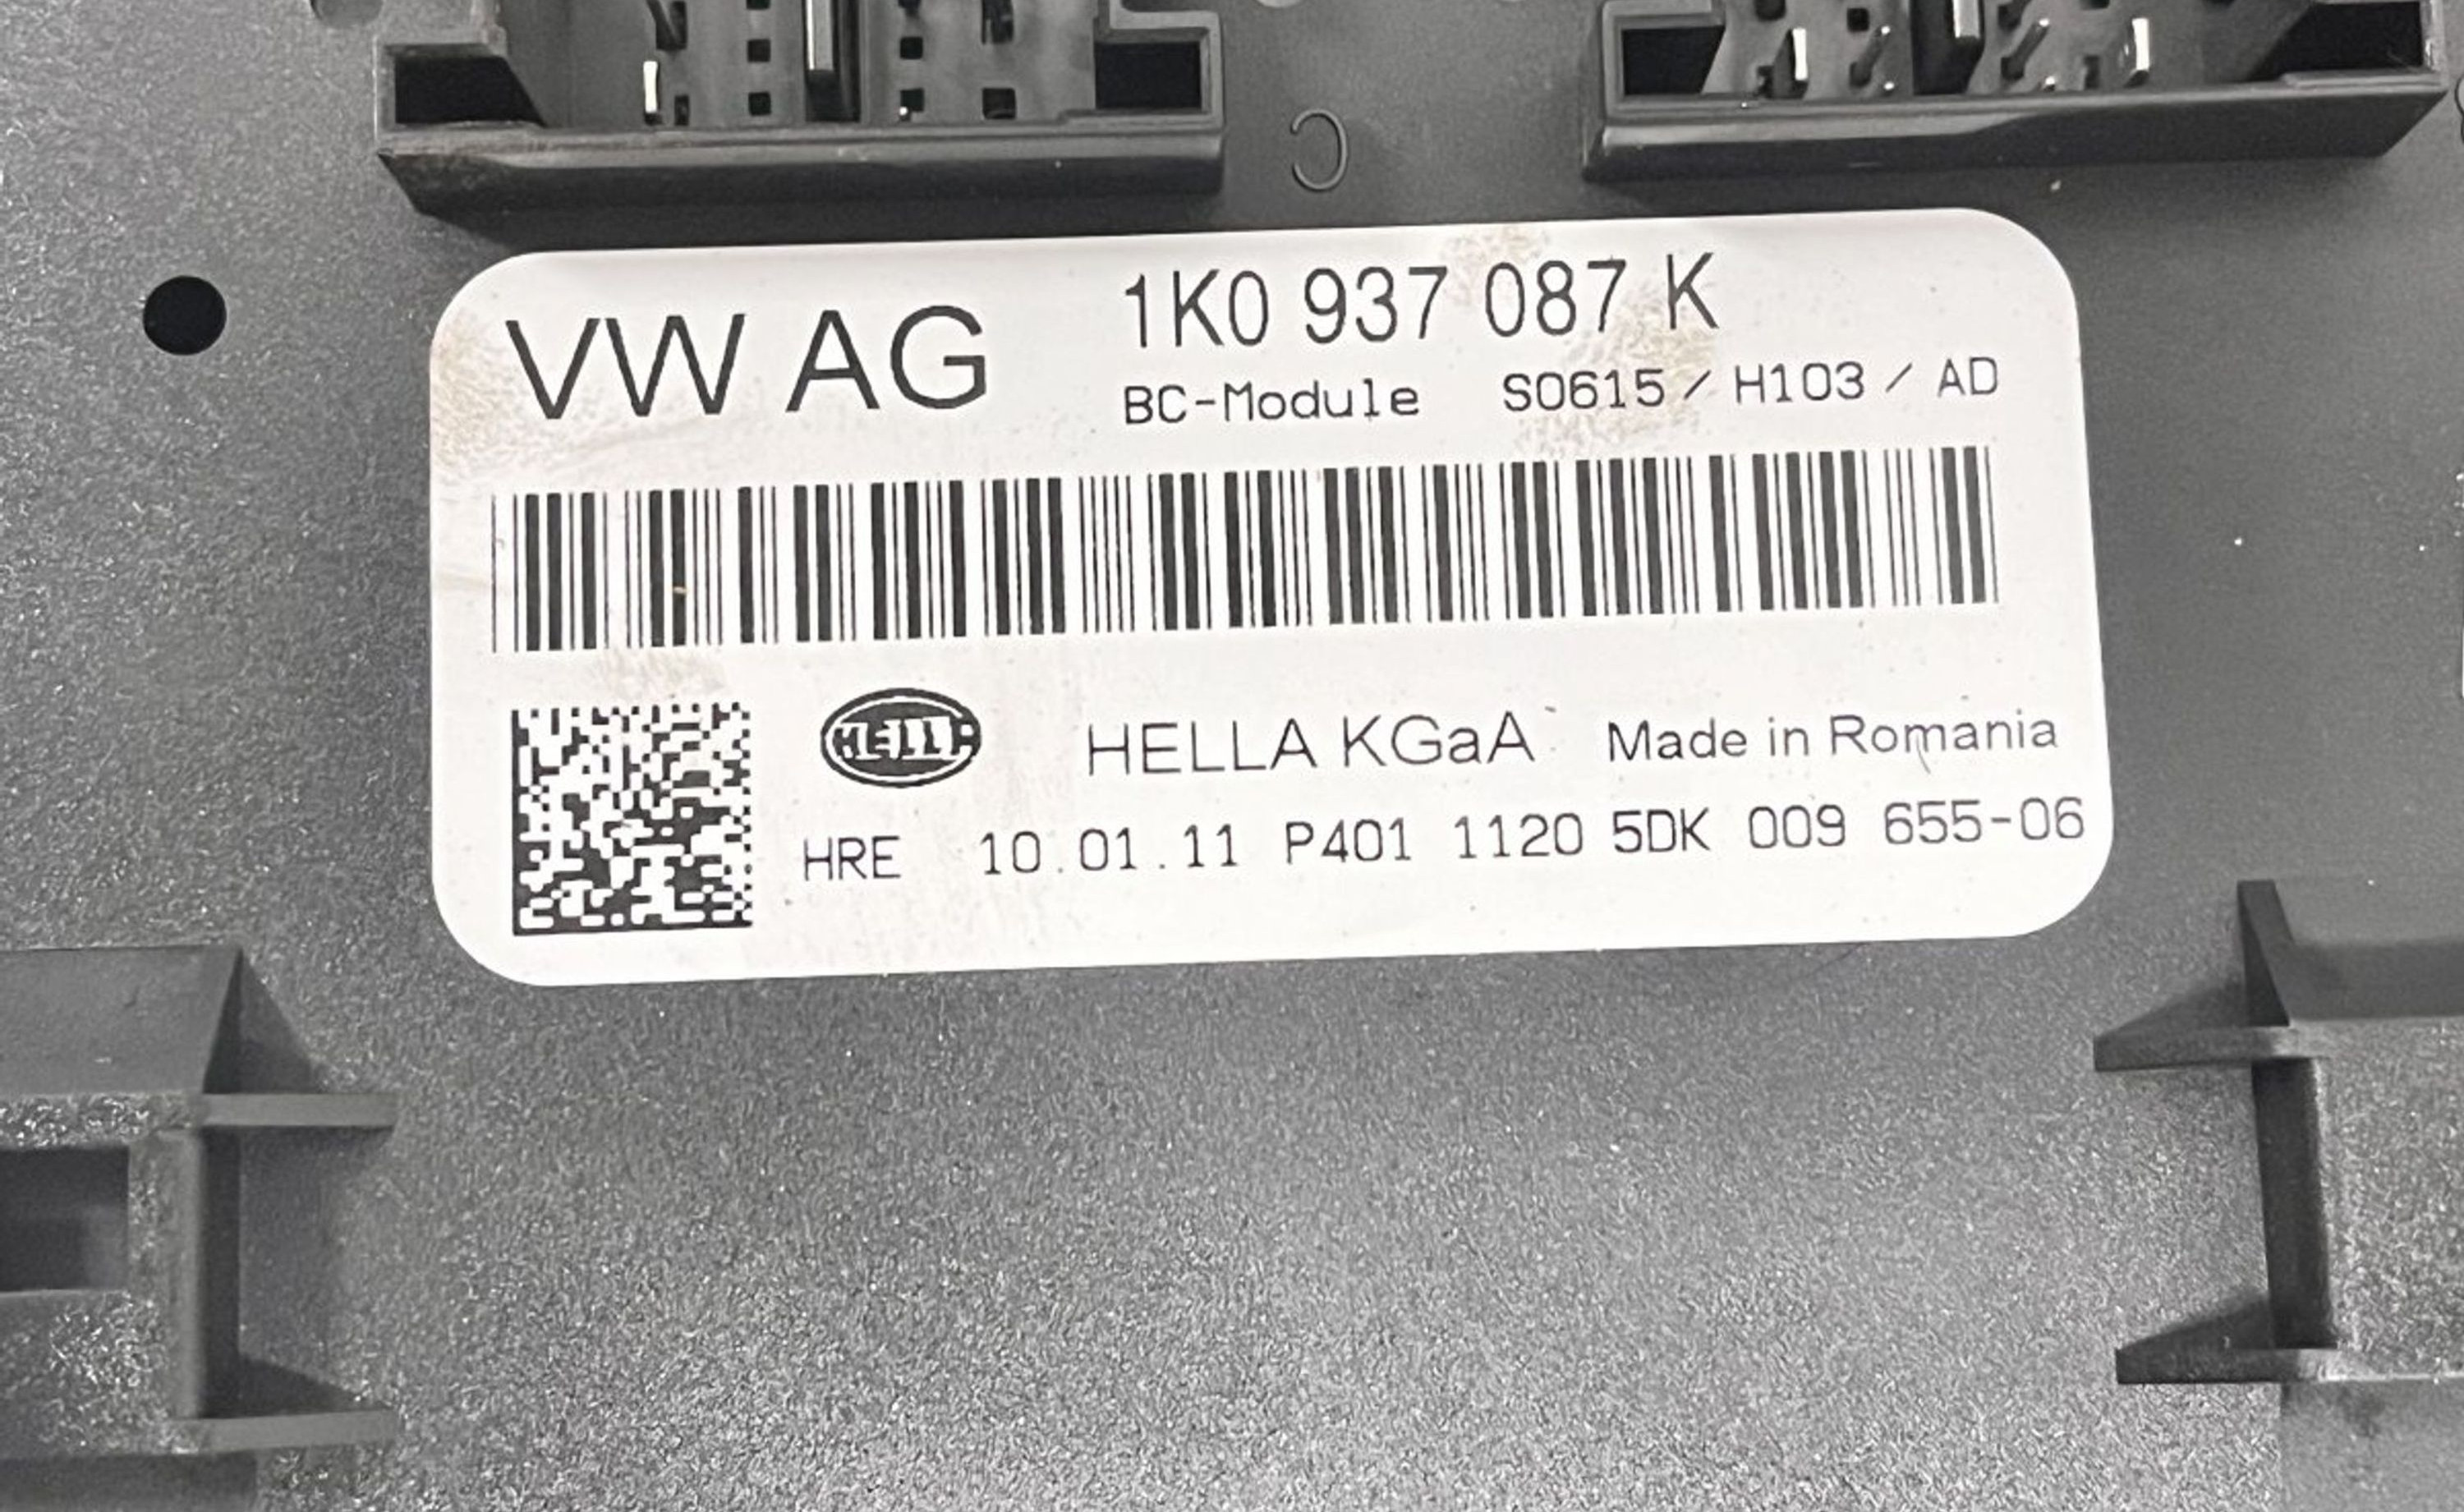 C
VW AG
1K0 937 087 K
BC-Module S0615 / H103 / AD
HELLA
HELLA KGaA Made in Romania
HRE 10.01.11 P401 1120 5DK 009 655-06